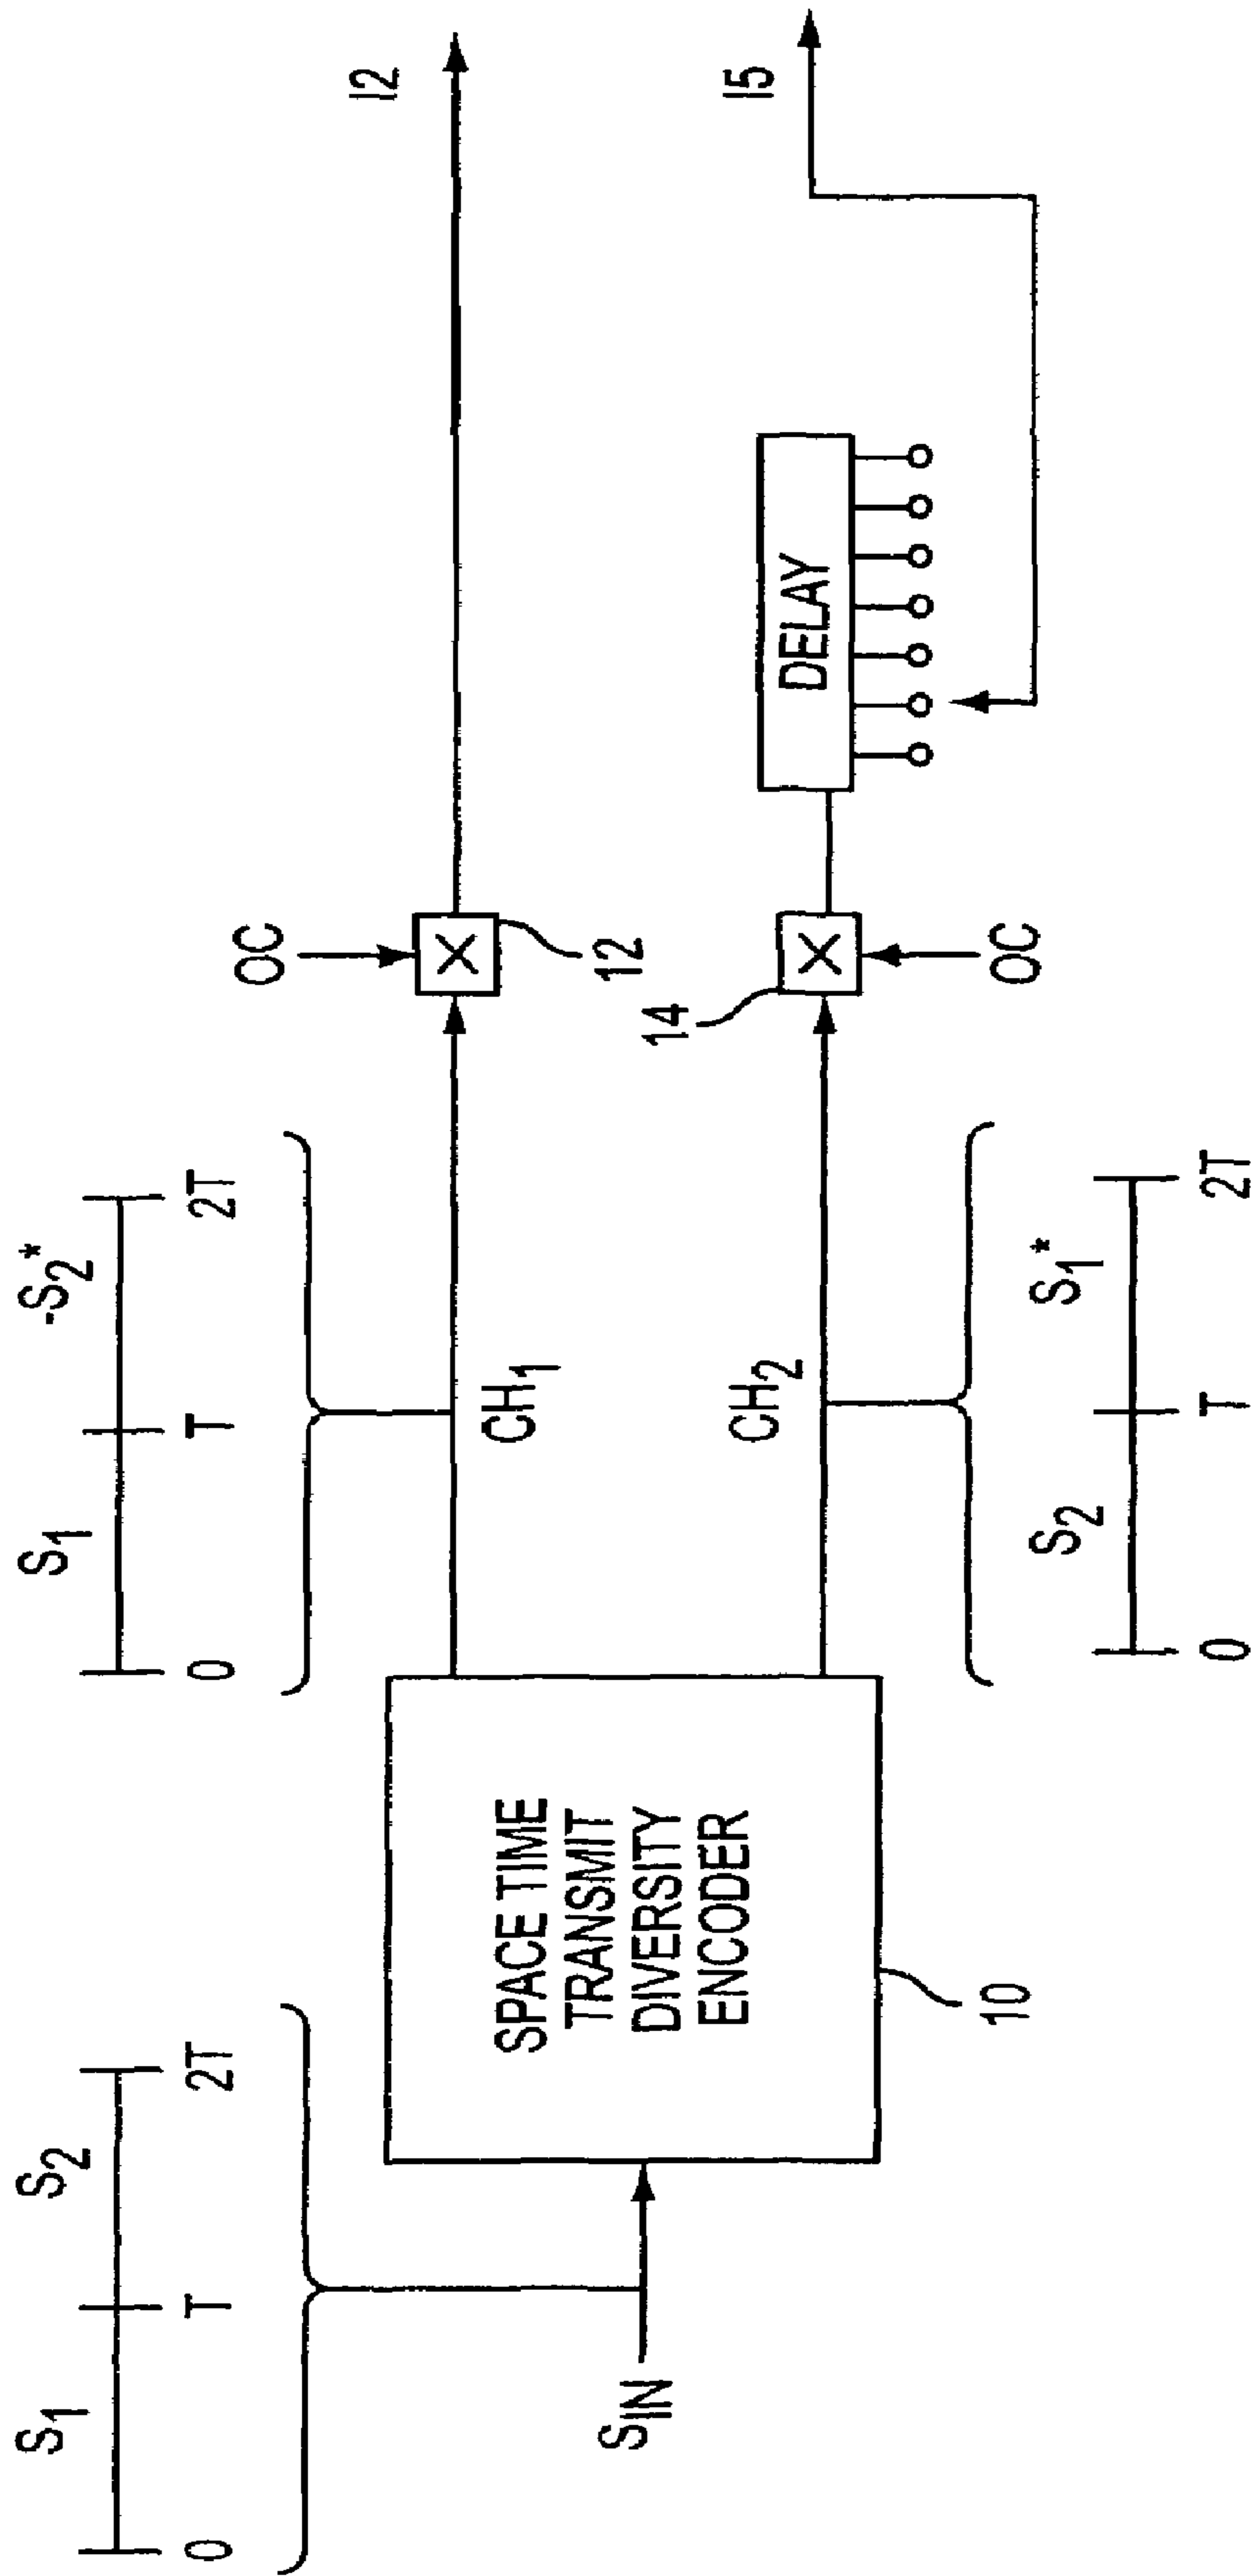 S1 S2
0 T 2T
SIN
SPACE TIME
TRANSMIT
DIVERSITY
ENCODER
10
S1 -S2*
0 T 2T
CH1
CH2
S2 S1*
0 T 2T
OC
X
12
14
X
OC
DELAY
I2
I5